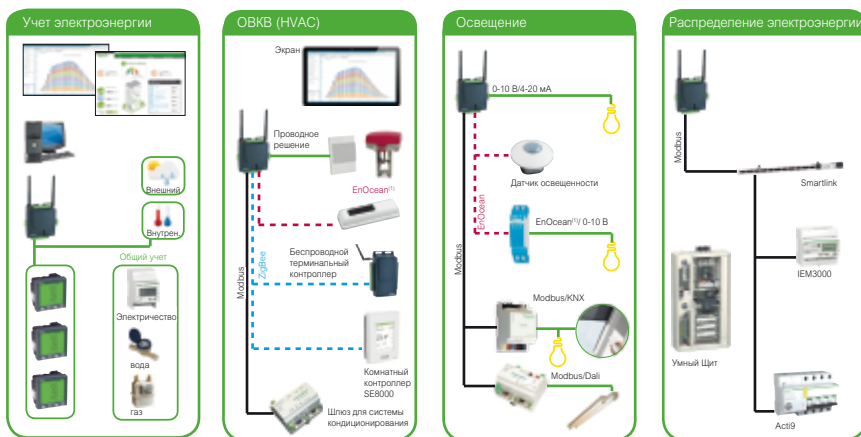 Учет электроэнергии
Внешний
Внутрен.
Общий учет
Электричество
вода
газ
ОВКВ (HVAC)
Экран
Проводное
решение
EnOcean(1)
ZigBee
Modbus
Беспроводной
терминальный
контроллер
Комнатный
контроллер
SE8000
Шлюз для системы
кондиционирования
Освещение
0-10 В/4-20 мА
Датчик освещенности
EnOcean
EnOcean(1)/ 0-10 В
Modbus
Modbus/KNX
Modbus/Dali
Распределение электроэнергии
Modbus
Smartlink
IEM3000
Умный Щит
Acti9